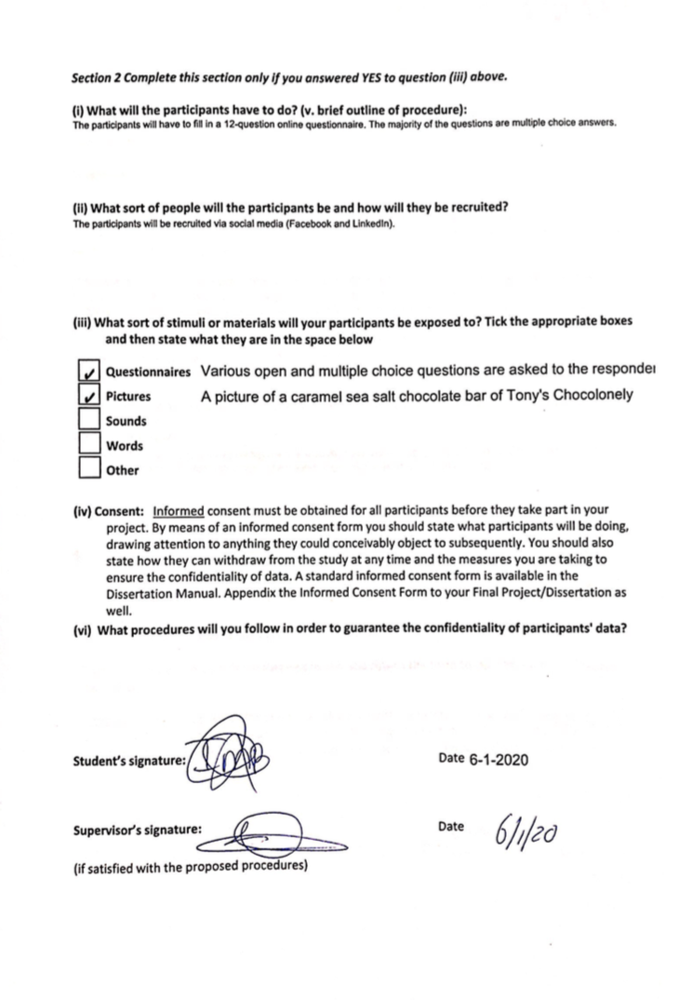 Section 2 Complete this section only if you answered YES to question (iii) above.
(i) What will the participants have to do? (v. brief outline of procedure):
The participants will have to fill in a 12-question online questionnaire. The majority of the questions are multiple choice answers.
(ii) What sort of people will the participants be and how will they be recruited?
The participants will be recruited via social media (Facebook and LinkedIn).
(iii) What sort of stimuli or materials will your participants be exposed to? Tick the appropriate boxes
and then state what they are in the space below
Questionnaires Various open and multiple choice questions are asked to the responder
Pictures A picture of a caramel sea salt chocolate bar of Tony's Chocolonely
Sounds
Words
Other
(iv) Consent: Informed consent must be obtained for all participants before they take part in your
project. By means of an informed consent form you should state what participants will be doing,
drawing attention to anything they could conceivably object to subsequently. You should also
state how they can withdraw from the study at any time and the measures you are taking to
ensure the confidentiality of data. A standard informed consent form is available in the
Dissertation Manual. Appendix the Informed Consent Form to your Final Project/Dissertation as
well.
(vi) What procedures will you follow in order to guarantee the confidentiality of participants' data?
Student's signature: Date 6-1-2020
Supervisor's signature: Date 6/1/20
(if satisfied with the proposed procedures)